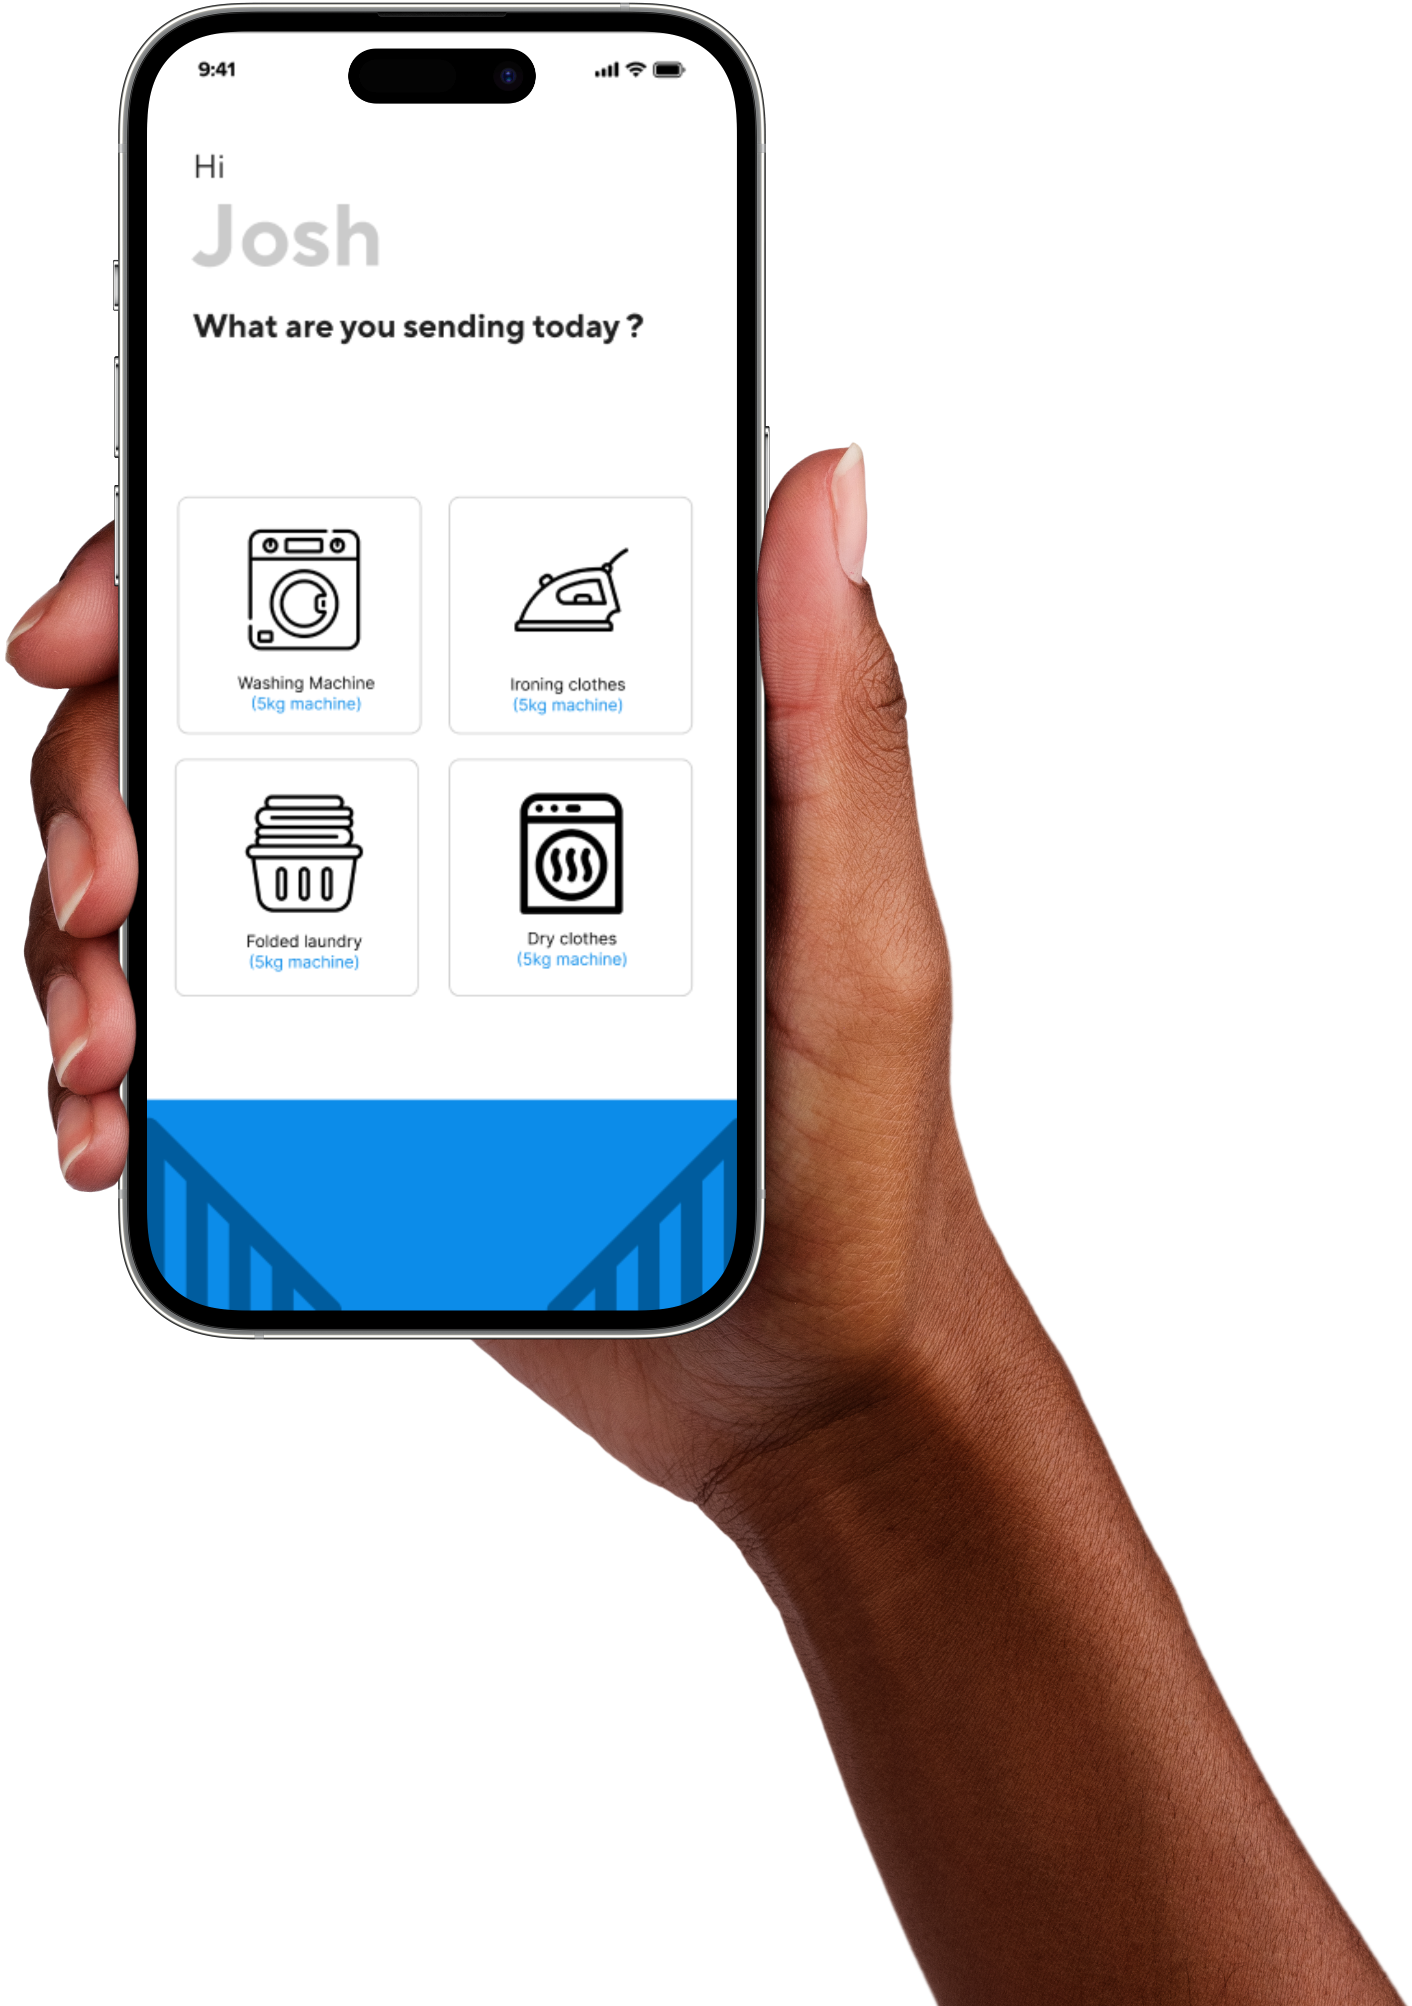 9:41
Hi
Josh
What are you sending today ?
Washing Machine
(5kg machine)
Ironing clothes
(5kg machine)
Folded laundry
(5kg machine)
Dry clothes
(5kg machine)